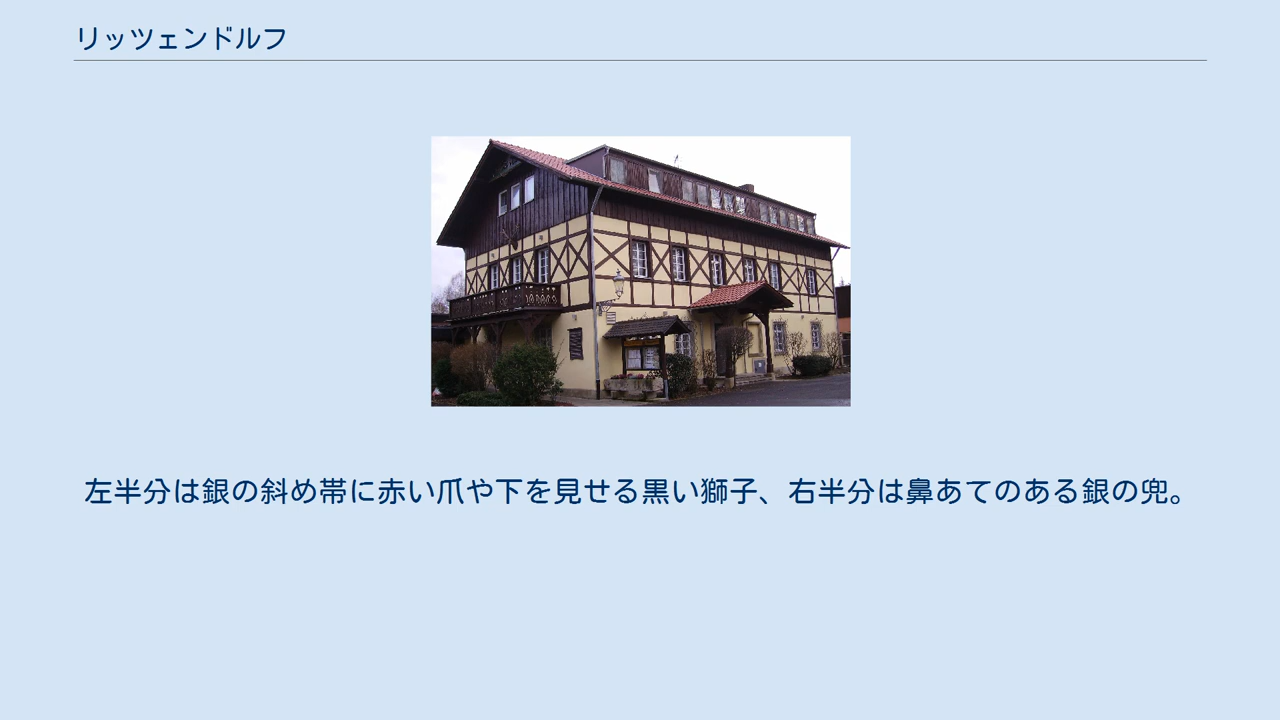 リッツェンドルフ
左半分は銀の斜め帯に赤い爪や下を見せる黒い獅子、右半分は鼻あてのある銀の兜。